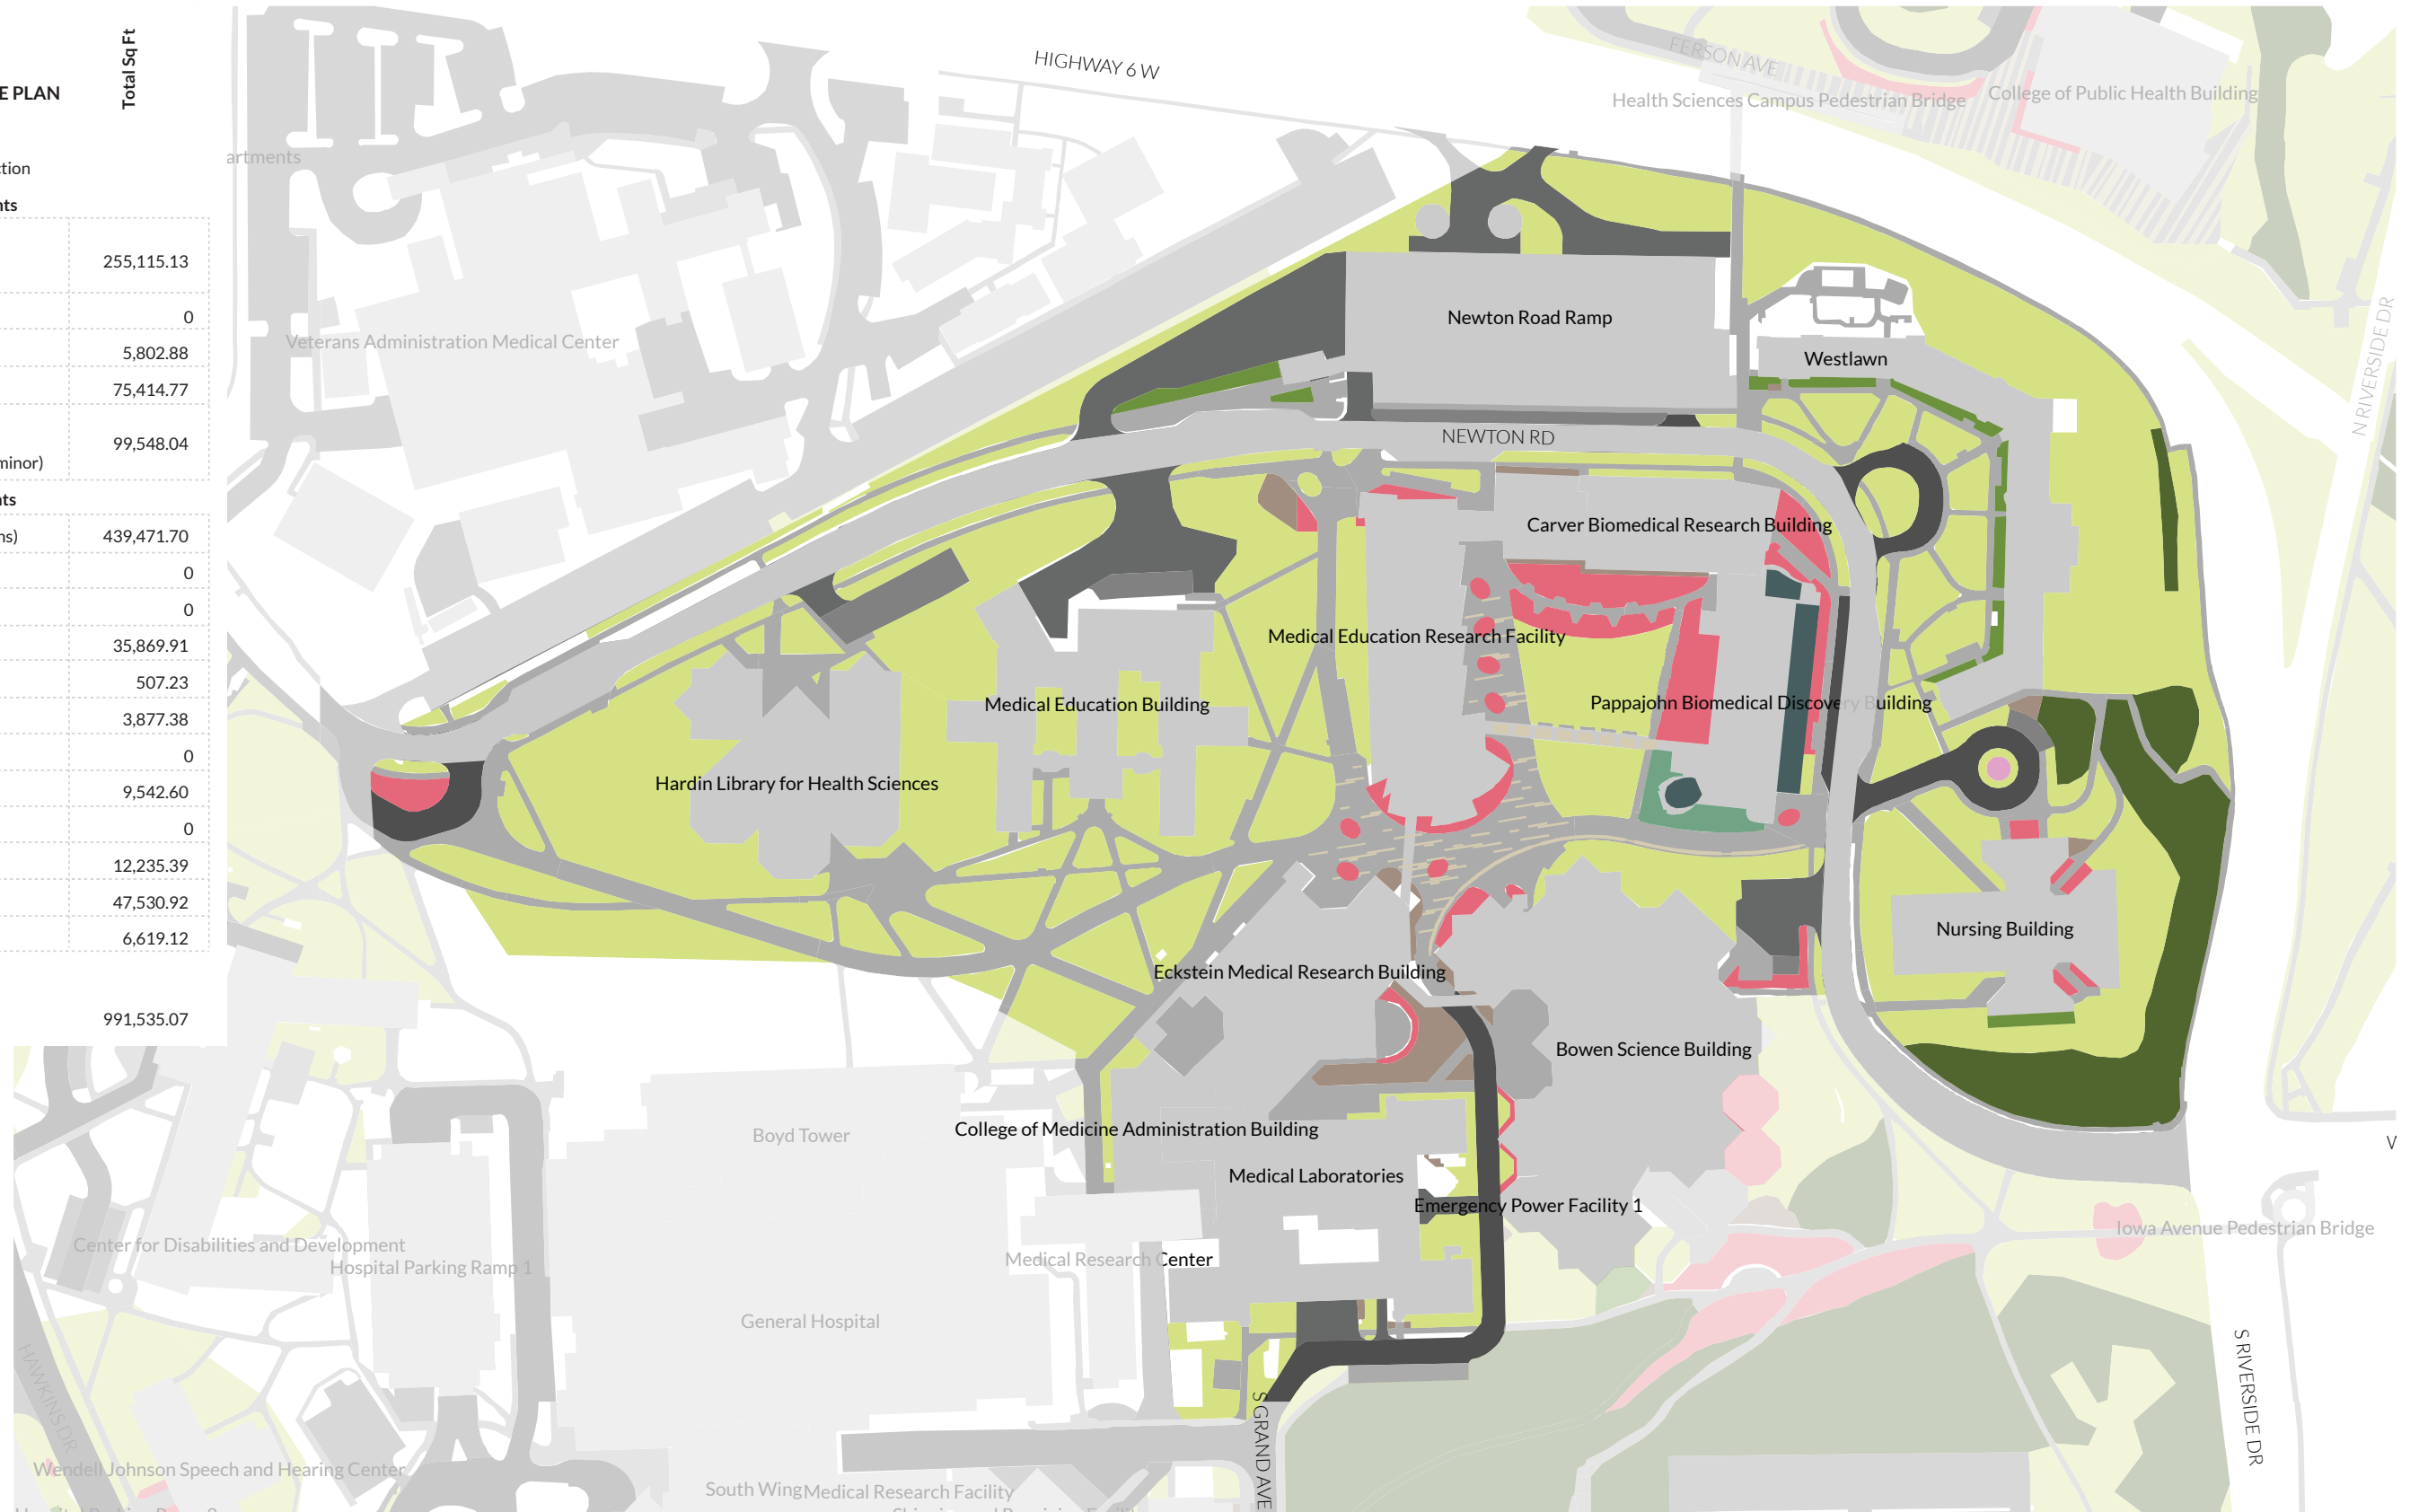 Total Sq Ft
E PLAN
ction
nts
255,115.13
0
5,802.88
75,414.77
99,548.04
minor)
nts
ns)
439,471.70
0
0
35,869.91
507.23
3,877.38
0
9,542.60
0
12,235.39
47,530.92
6,619.12
991,535.07
HIGHWAY 6 W
FERSON AVE
Health Sciences Campus Pedestrian Bridge
College of Public Health Building
artments
Veterans Administration Medical Center
Newton Road Ramp
Westlawn
N RIVERSIDE DR
NEWTON RD
Carver Biomedical Research Building
Medical Education Research Facility
Medical Education Building
Pappajohn Biomedical Discovery Building
Hardin Library for Health Sciences
Nursing Building
Eckstein Medical Research Building
Bowen Science Building
College of Medicine Administration Building
Boyd Tower
V
Medical Laboratories
Emergency Power Facility 1
Iowa Avenue Pedestrian Bridge
Center for Disabilities and Development
Hospital Parking Ramp 1
Medical Research Center
General Hospital
HAWKINS DR
S GRAND AVE
S RIVERSIDE DR
Wendell Johnson Speech and Hearing Center
South Wing
Medical Research Facility